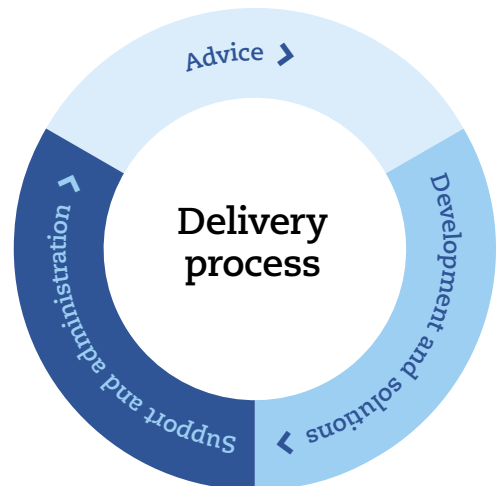 Advice
Development and solutions
Support and administration
Delivery
process